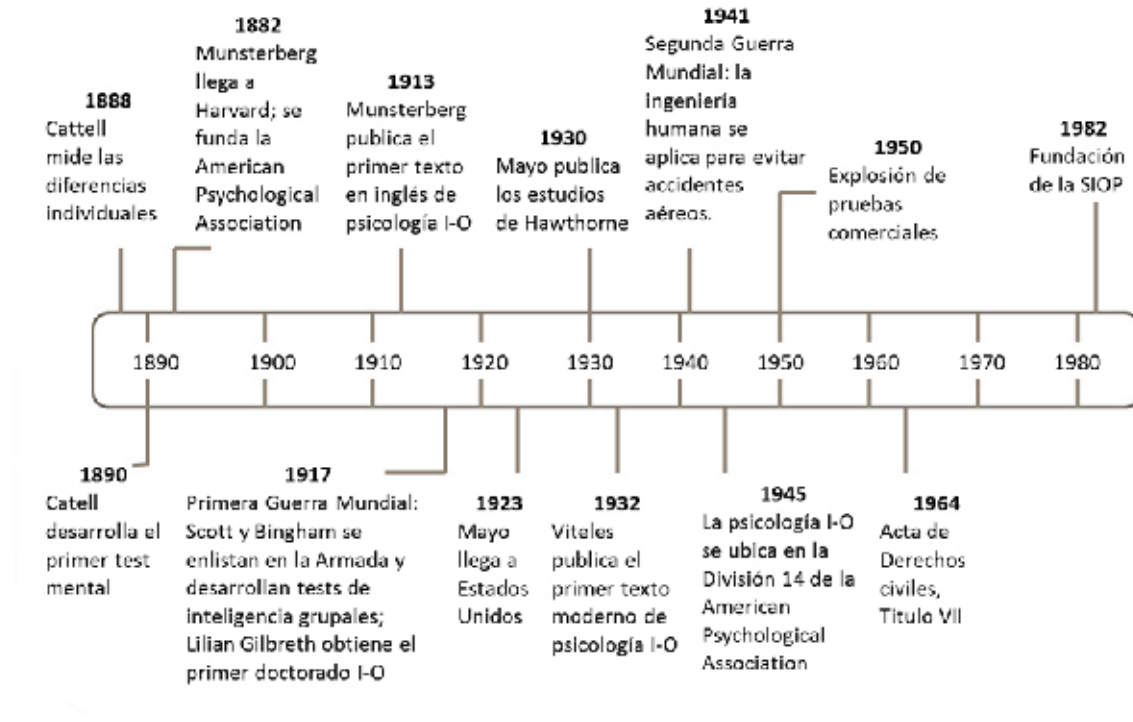 1888
Cattell
mide las
diferencias
individuales
1882
Munsterberg
llega a
Harvard; se
funda la
American
Psychological
Association
1913
Munsterberg
publica el
primer texto
en inglés de
psicología I-O
1930
Mayo publica
los estudios
de Hawthorne
1941
Segunda Guerra
Mundial: la
ingeniería
humana se
aplica para evitar
accidentes
aéreos.
1950
Explosión de
pruebas
comerciales
1982
Fundación
de la SIOP
1890 1900 1910 1920 1930 1940 1950 1960 1970 1980
1890
Catell
desarrolla el
primer test
mental
1917
Primera Guerra Mundial:
Scott y Bingham se
enlistan en la Armada y
desarrollan tests de
inteligencia grupales;
Lilian Gilbreth obtiene el
primer doctorado I-O
1923
Mayo
llega a
Estados
Unidos
1932
Viteles
publica el
primer texto
moderno de
psicología I-O
1945
La psicología I-O
se ubica en la
División 14 de la
American
Psychological
Association
1964
Acta de
Derechos
civiles,
Titulo VII